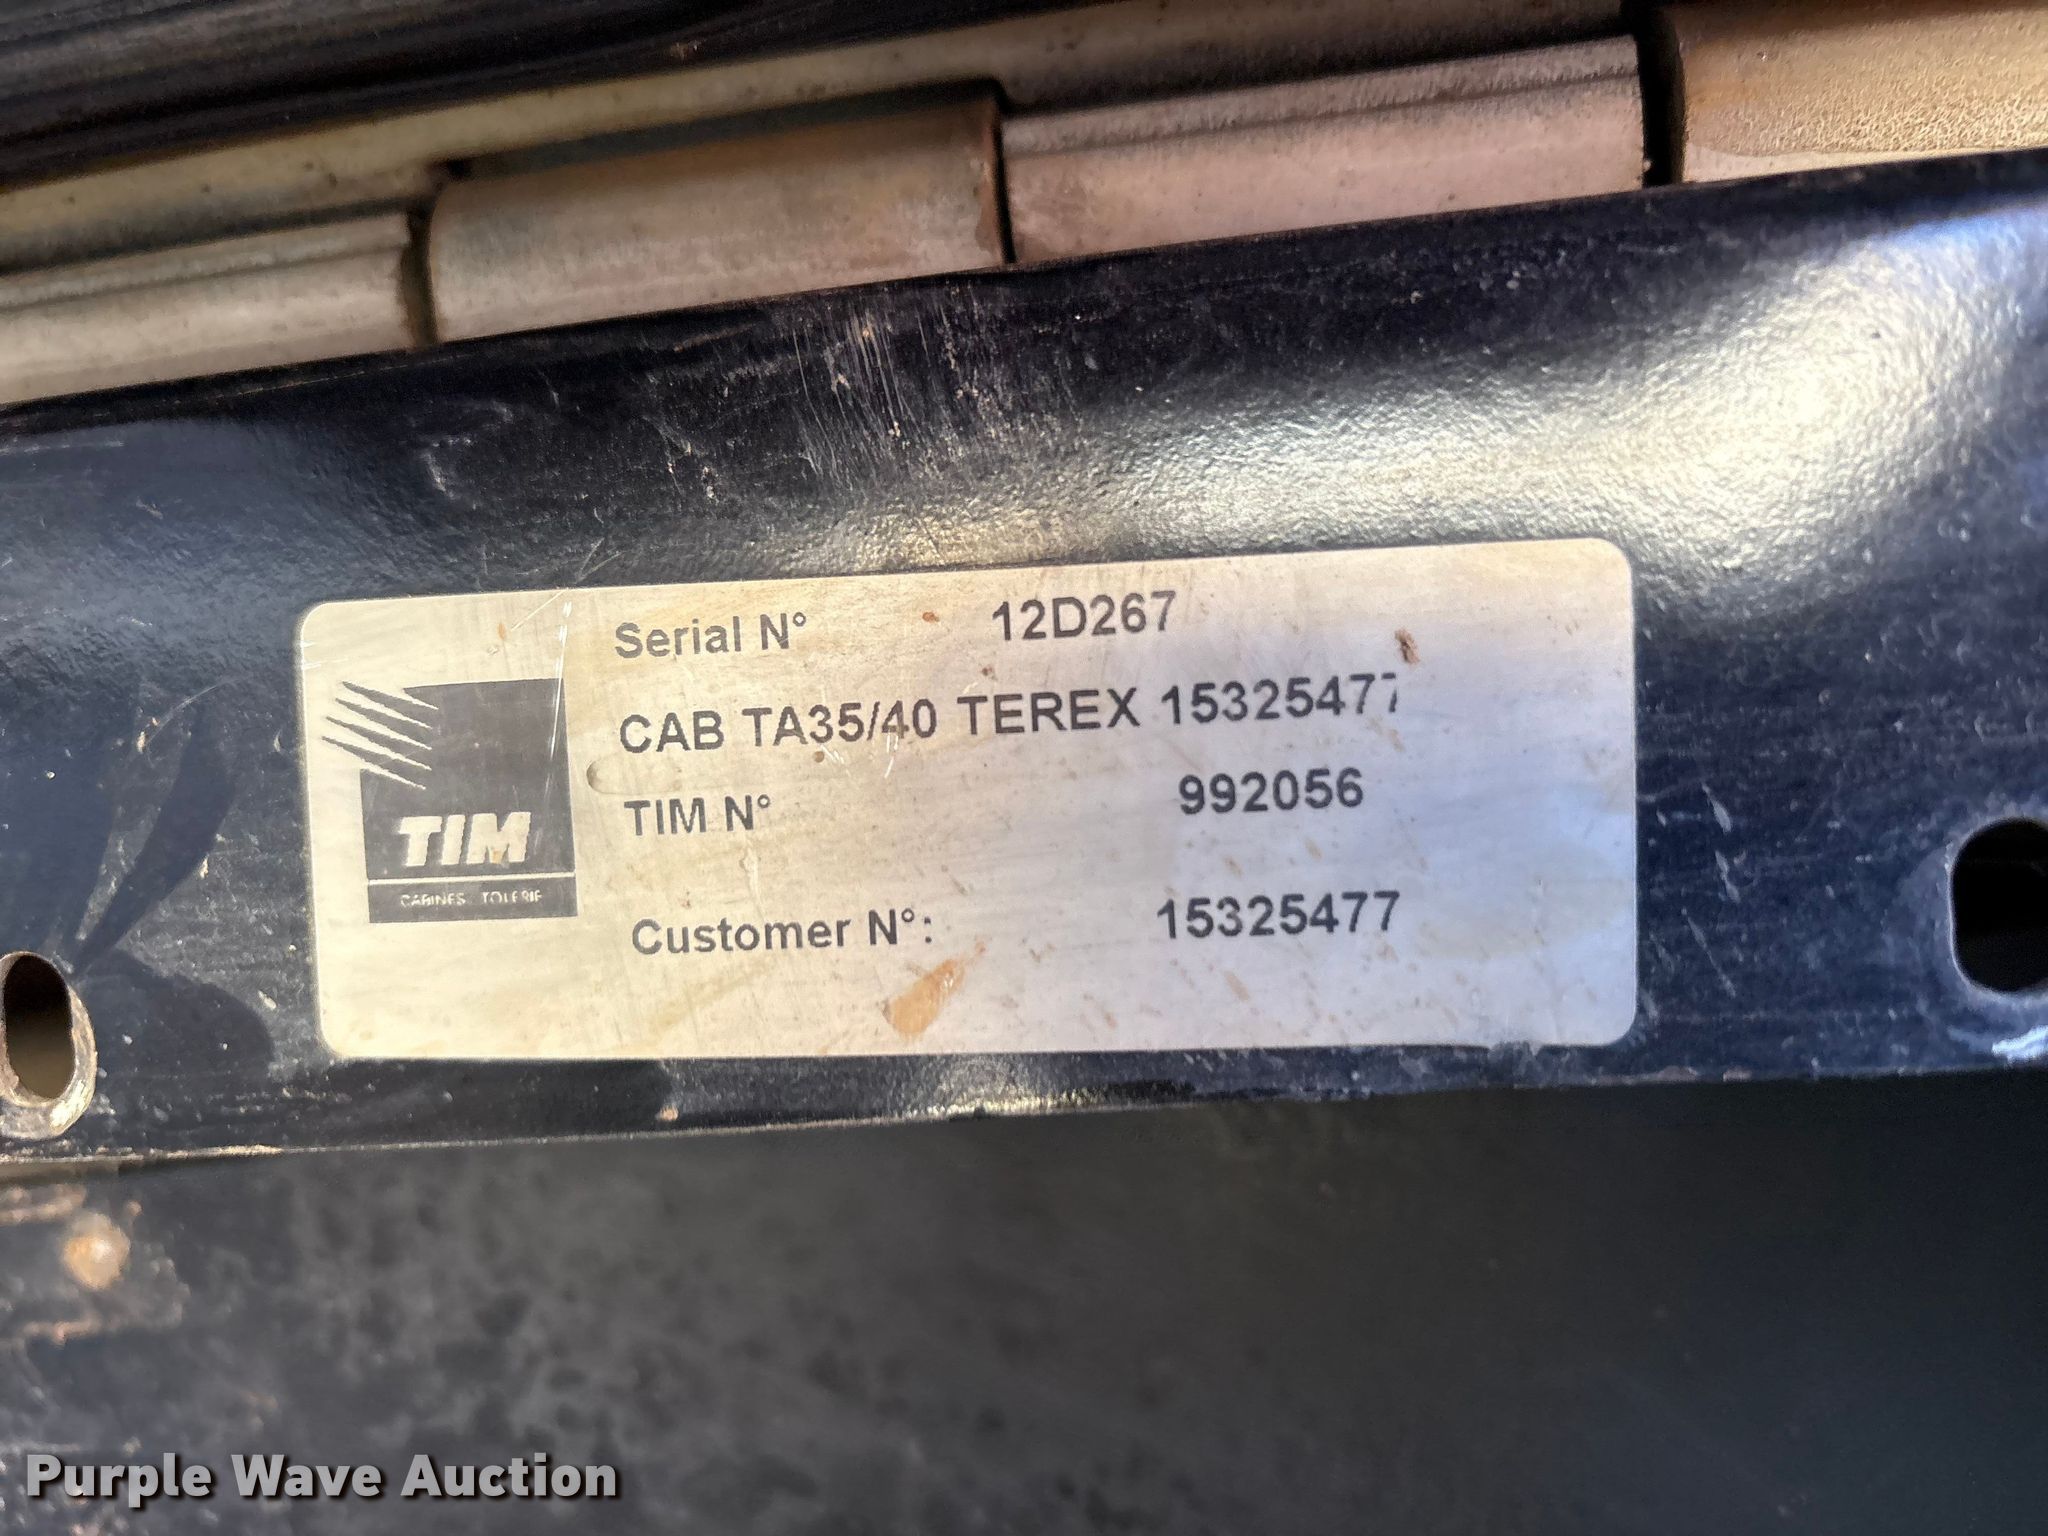 Serial N° 12D267
CAB TA35/40 TEREX 15325477
TIM N° 992056
Customer N°: 15325477
TIM
CABINES TOLERIE
Purple Wave Auction